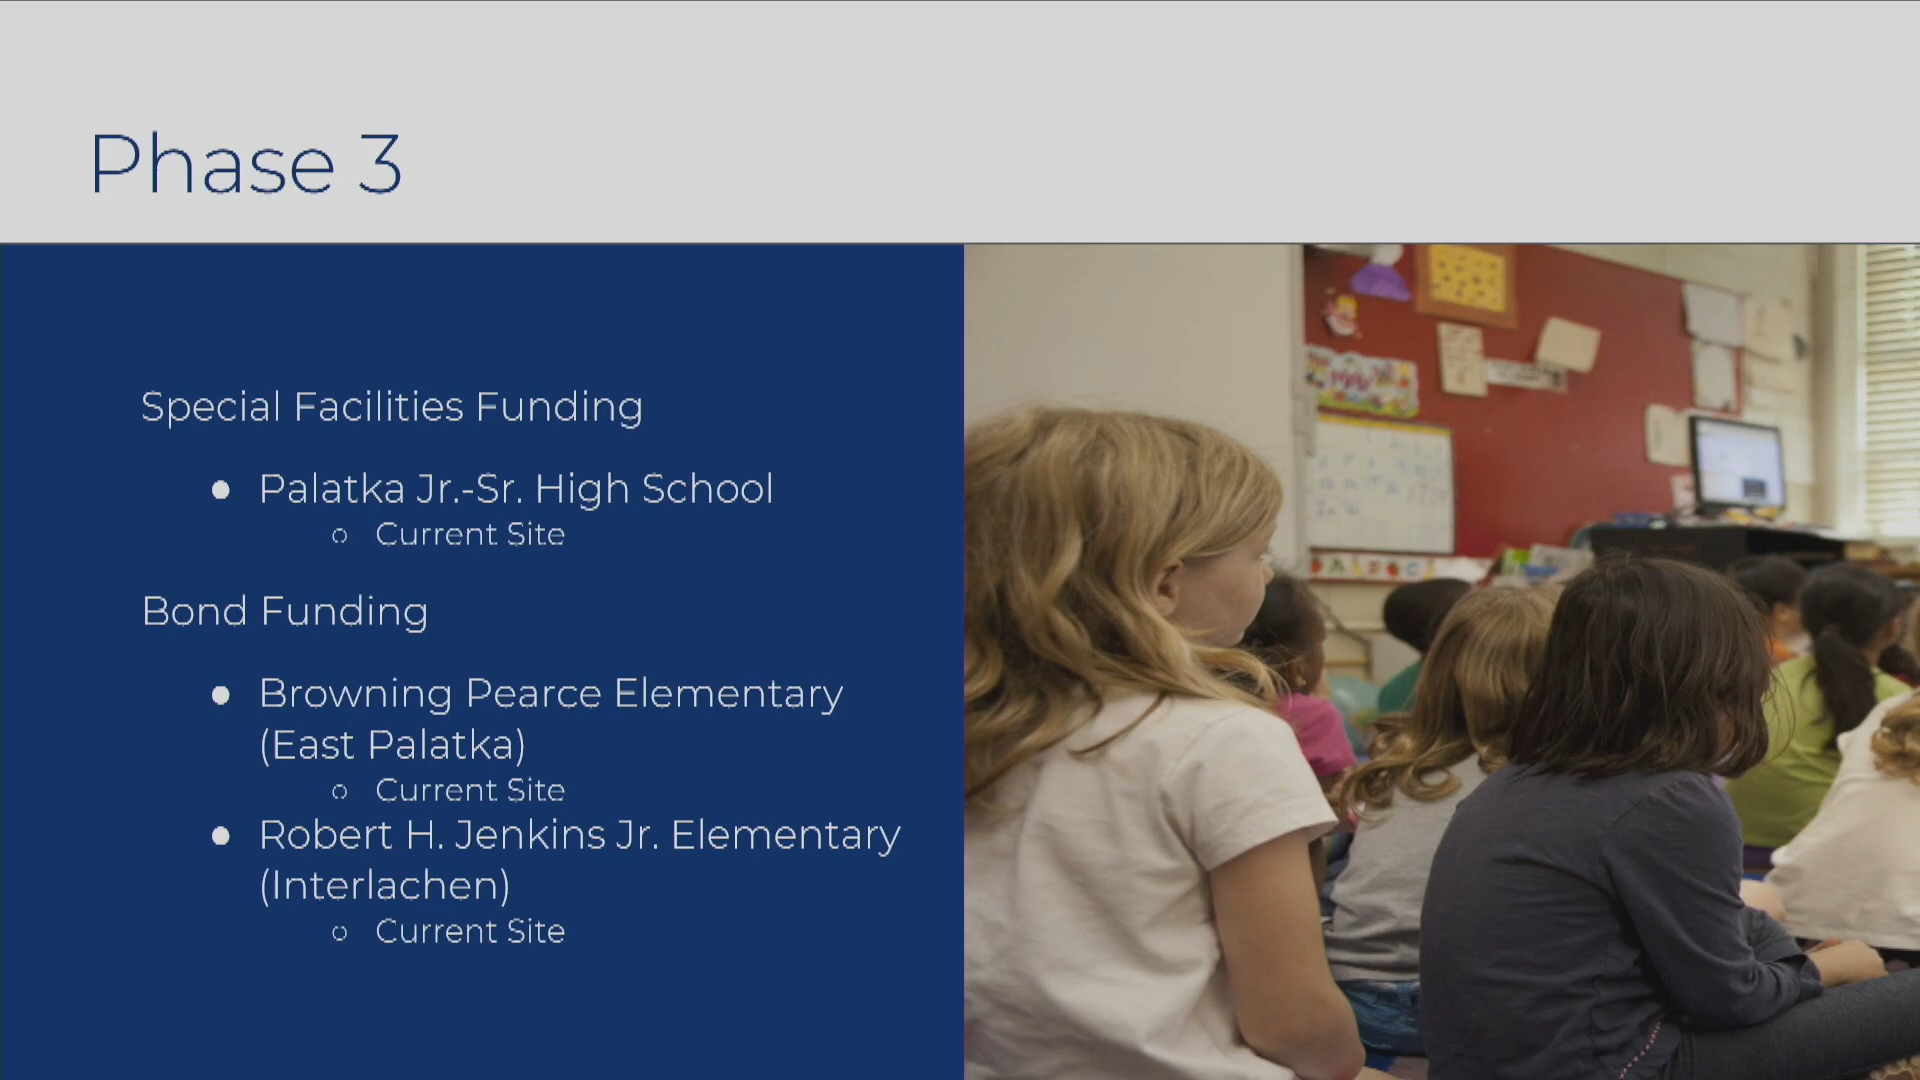 Phase 3
Special Facilities Funding
● Palatka Jr.-Sr. High School
○ Current Site
Bond Funding
● Browning Pearce Elementary
(East Palatka)
○ Current Site
● Robert H. Jenkins Jr. Elementary
(Interlachen)
○ Current Site